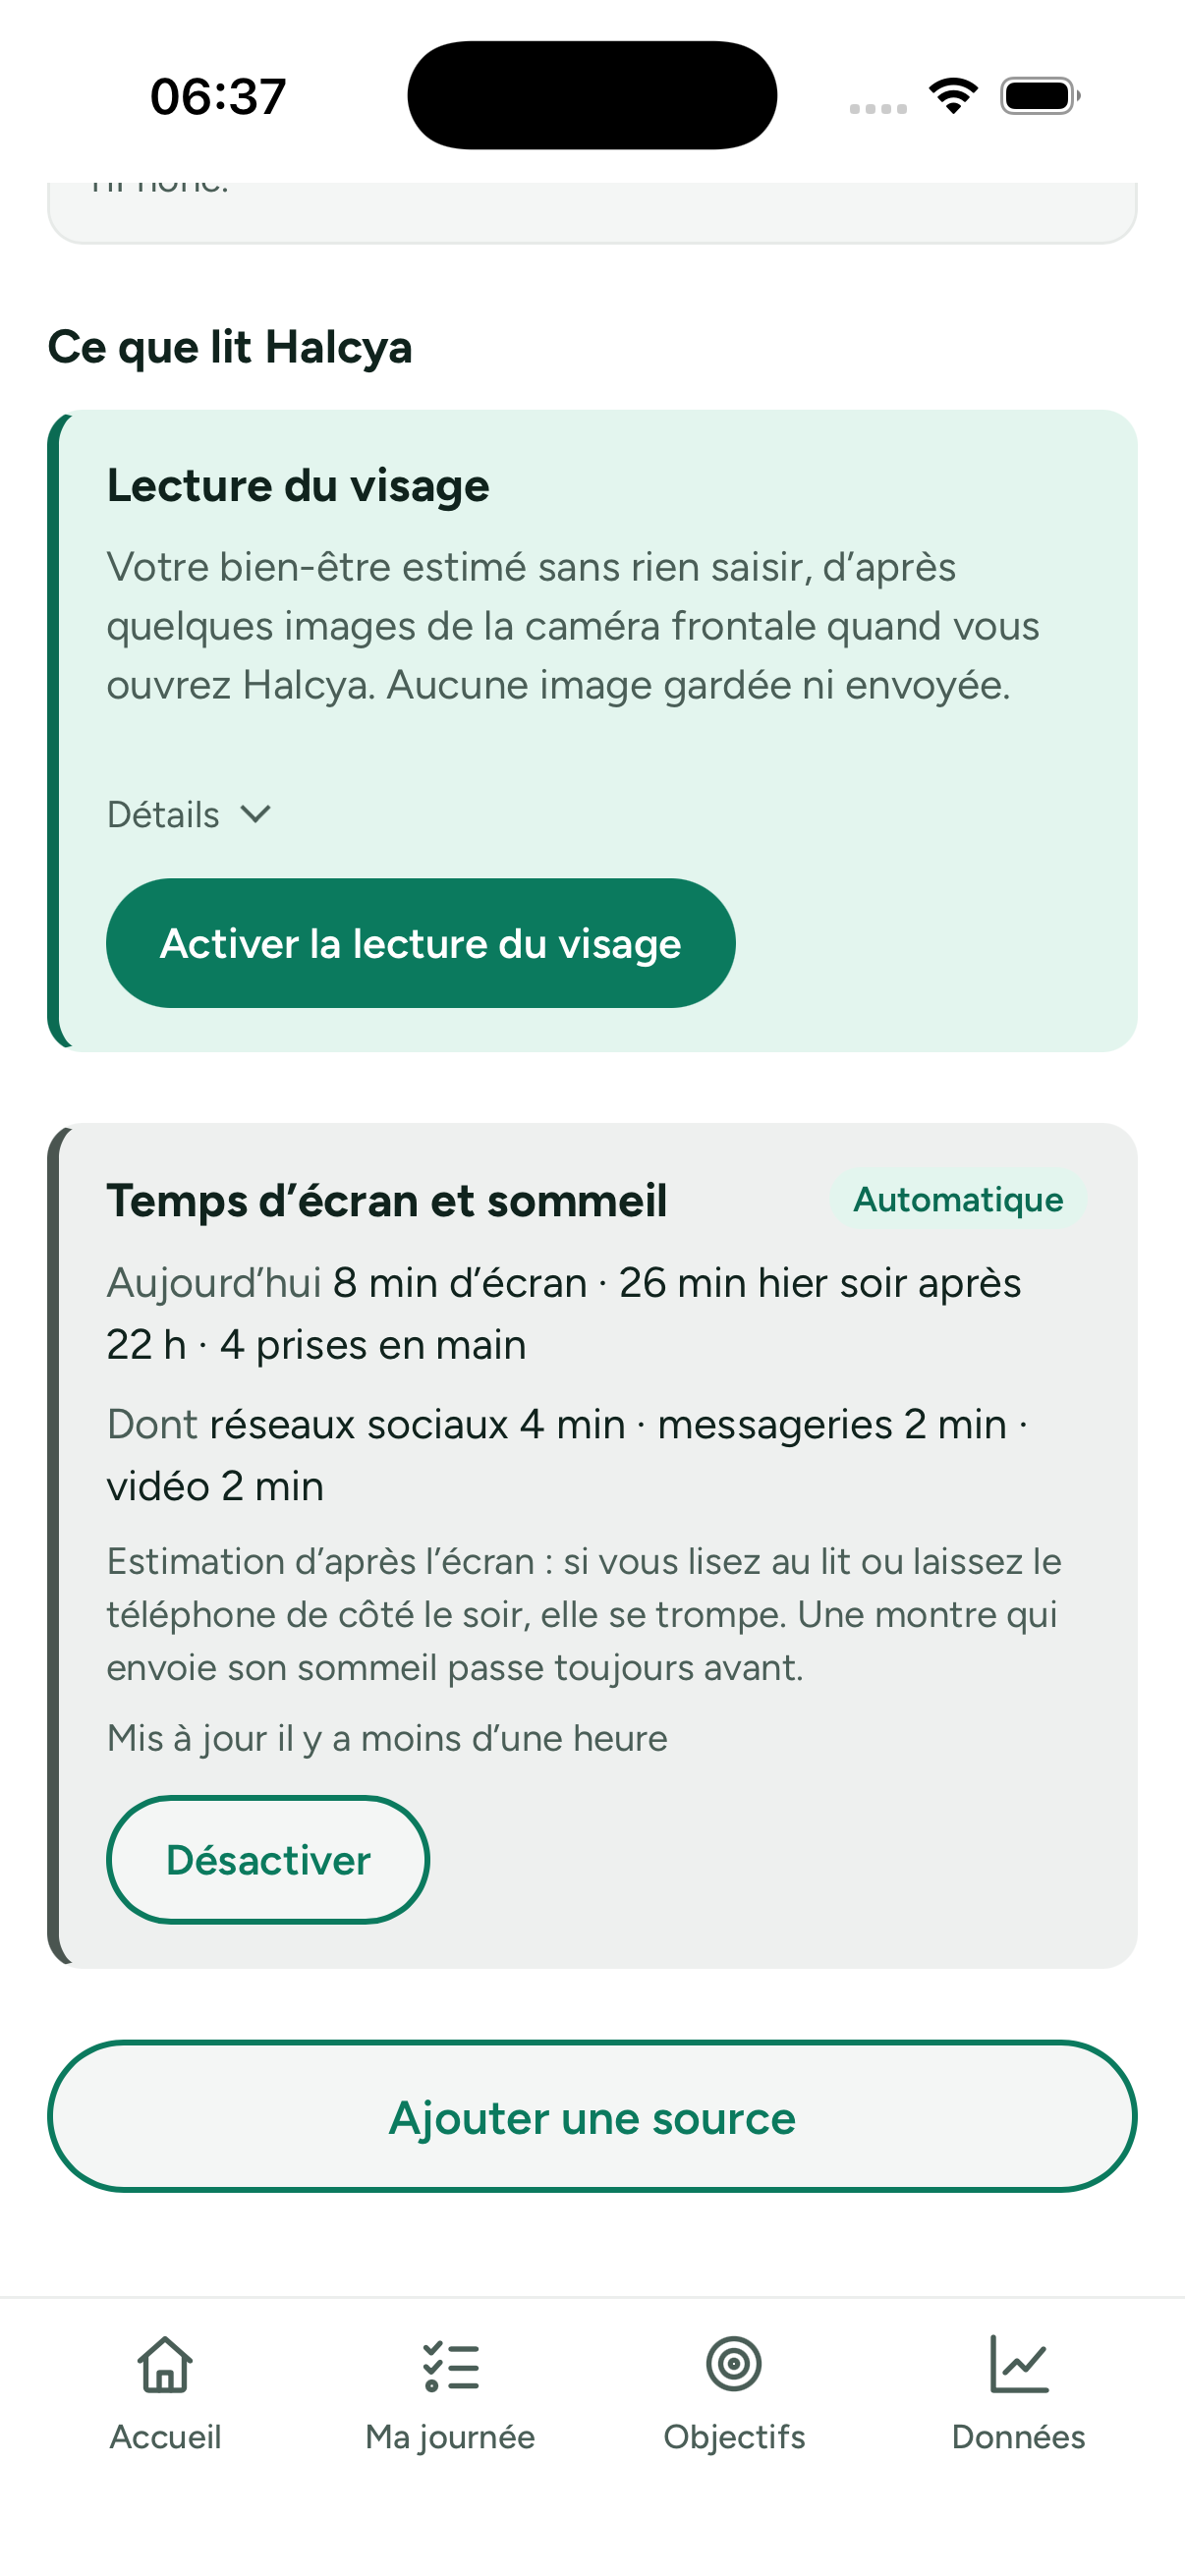 06:37
Ce que lit Halcya
Lecture du visage
Votre bien-être estimé sans rien saisir, d’après
quelques images de la caméra frontale quand vous
ouvrez Halcya. Aucune image gardée ni envoyée.
Détails
Activer la lecture du visage
Temps d’écran et sommeil
Automatique
Aujourd’hui 8 min d’écran · 26 min hier soir après
22 h · 4 prises en main
Dont réseaux sociaux 4 min · messageries 2 min ·
vidéo 2 min
Estimation d’après l’écran : si vous lisez au lit ou laissez le
téléphone de côté le soir, elle se trompe. Une montre qui
envoie son sommeil passe toujours avant.
Mis à jour il y a moins d’une heure
Désactiver
Ajouter une source
Accueil
Ma journée
Objectifs
Données